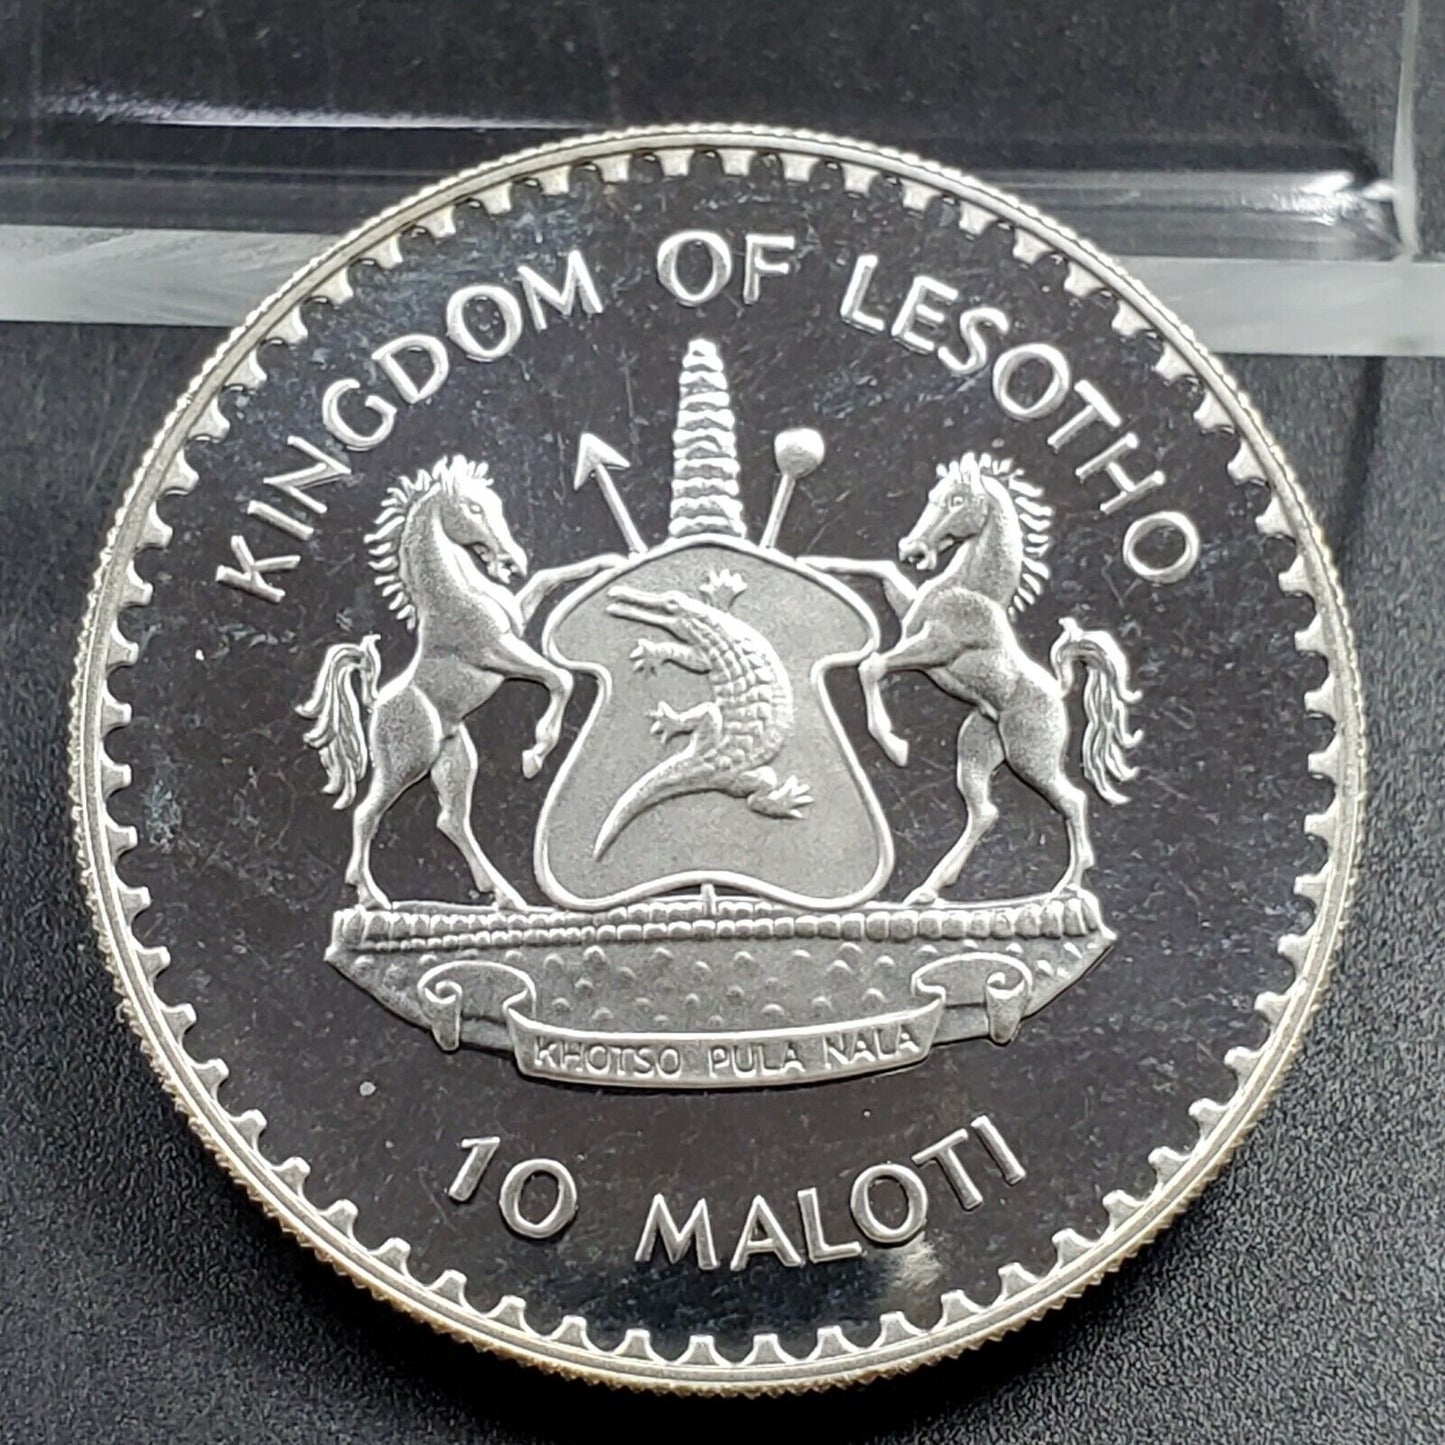 KINGDOM OF LESOTHO
KHOTSO PULA NALA
10 MALOTI